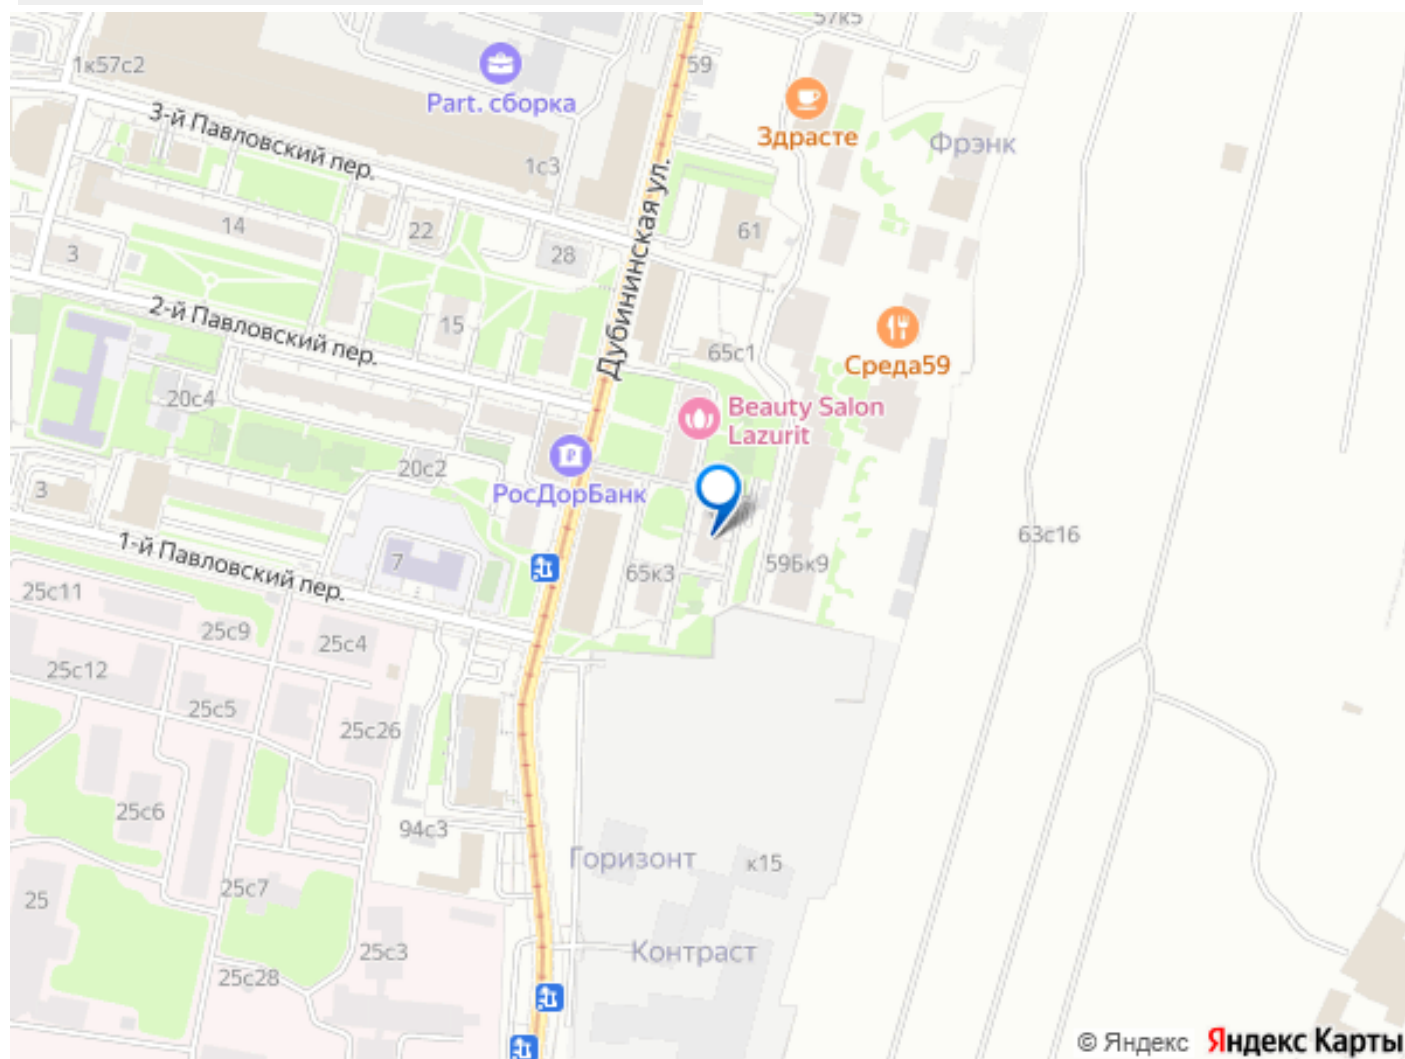 57к5
1к57с2
59
Part. сборка
Здрасте
3-й Павловский пер.
1с3
Фрэнк
14
22
61
3
28
Дубининская ул.
2-й Павловский пер.
15
65с1
Среда59
20с4
Beauty Salon
Lazurit
20с2
РосДорБанк
3
63с16
1-й Павловский пер.
7
65к3
59Бк9
25с11
25с9
25с4
25с12
25с5
25с26
25с6
94с3
Горизонт
к15
25с7
25
25с3
Контраст
25с28
© Яндекс Яндекс Карты